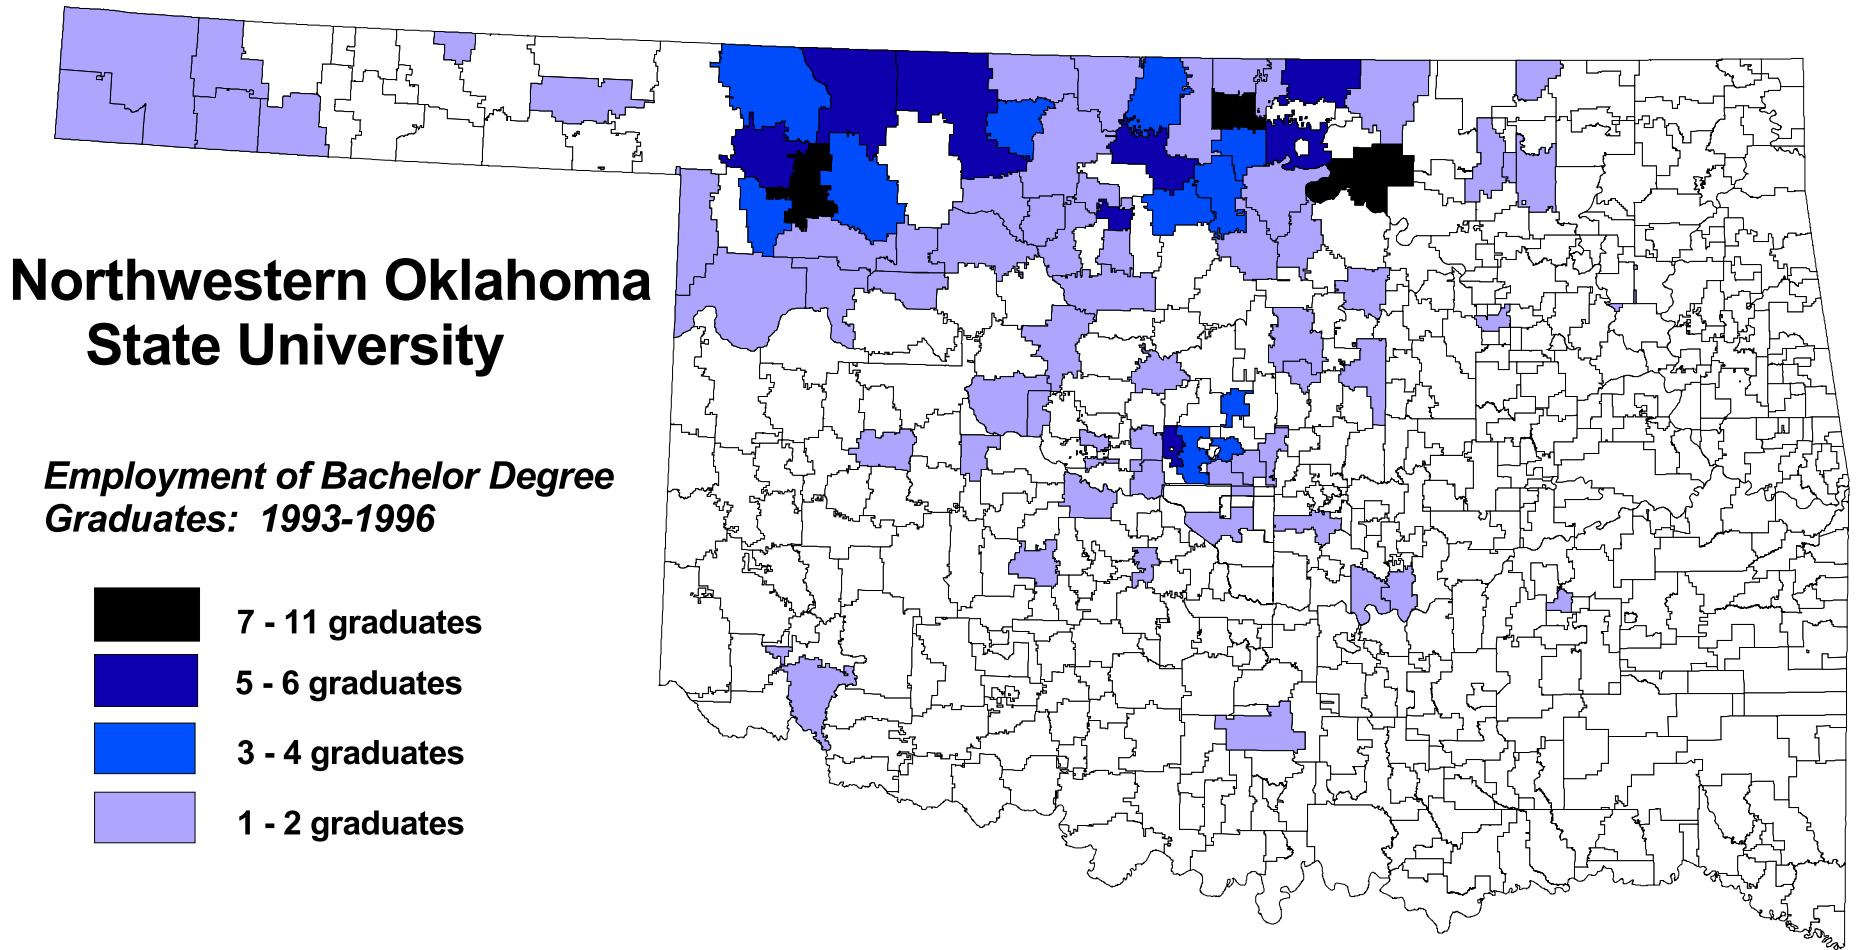 Northwestern Oklahoma
State University
Employment of Bachelor Degree
Graduates: 1993-1996
7 - 11 graduates
5 - 6 graduates
3 - 4 graduates
1 - 2 graduates